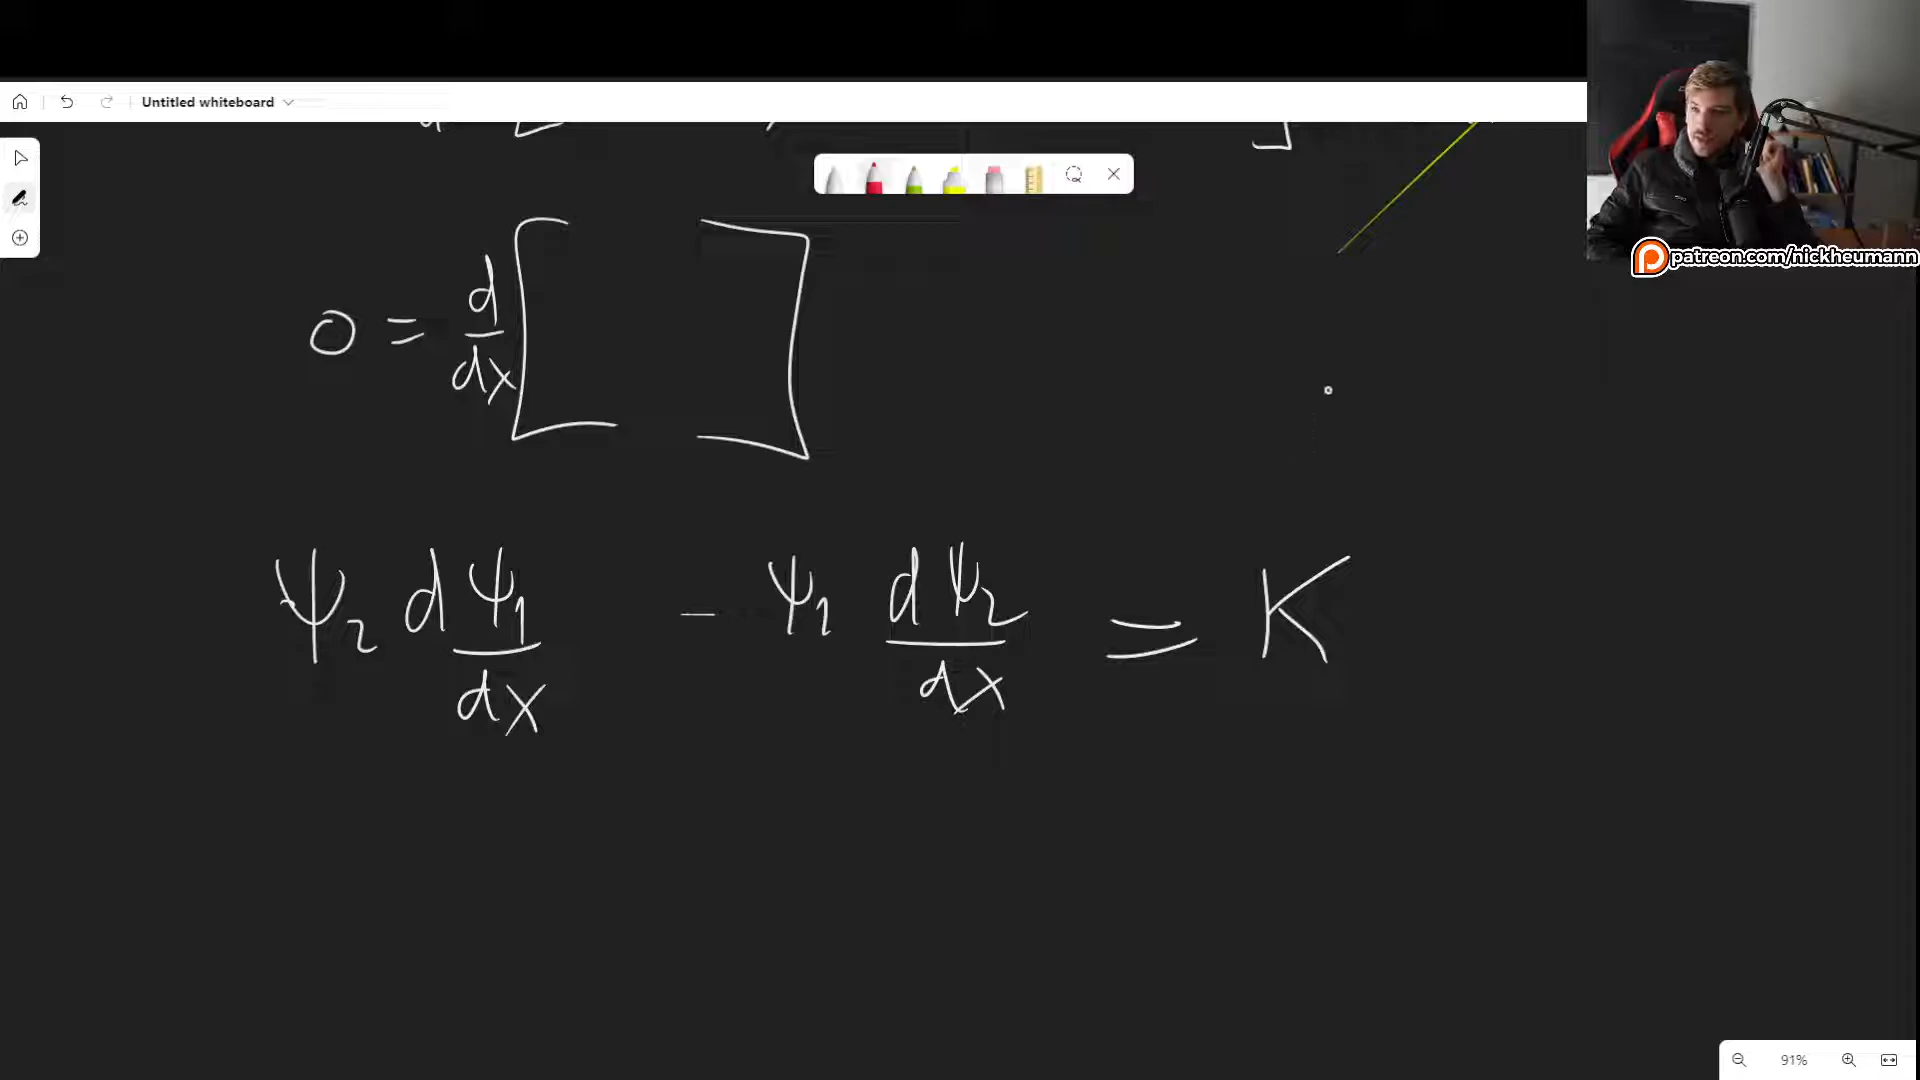 Untitled whiteboard
patreon.com/nickheumann
0 = d/dx [ ]
ψ₂ dψ₁/dx - ψ₁ dψ₂/dx = K
91%